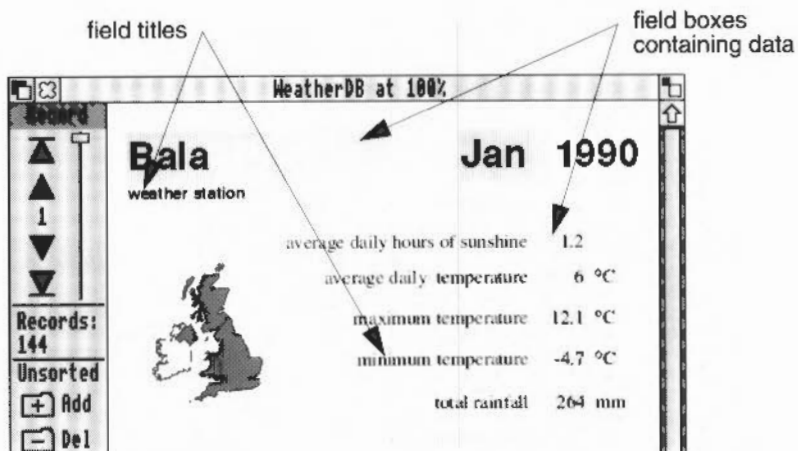 field titles
field boxes
containing data
WeatherDB at 100%
Record
Bala
Jan 1990
weather station
1
average daily hours of sunshine 1.2
average daily temperature 6 °C
maximum temperature 12.1 °C
minimum temperature -4.7 °C
total rainfall 264 mm
Records:
144
Unsorted
Add
Del